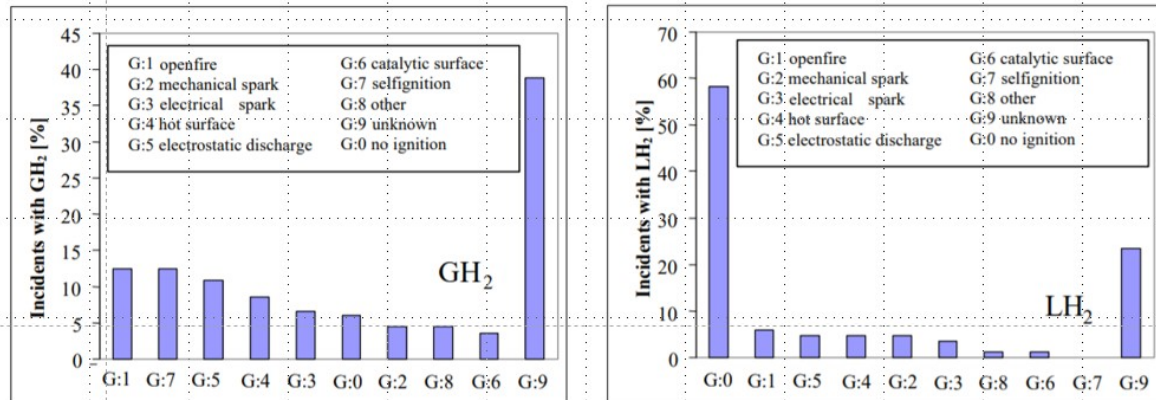 Incidents with GH₂ [%]
45
40
35
30
25
20
15
10
5
0
G:1 openfire
G:2 mechanical spark
G:3 electrical spark
G:4 hot surface
G:5 electrostatic discharge
G:6 catalytic surface
G:7 selfignition
G:8 other
G:9 unknown
G:0 no ignition
GH₂
G:1 G:7 G:5 G:4 G:3 G:0 G:2 G:8 G:6 G:9
Incidents with LH₂ [%]
70
60
50
40
30
20
10
0
G:1 openfire
G:2 mechanical spark
G:3 electrical spark
G:4 hot surface
G:5 electrostatic discharge
G:6 catalytic surface
G:7 selfignition
G:8 other
G:9 unknown
G:0 no ignition
LH₂
G:0 G:1 G:5 G:4 G:2 G:3 G:8 G:6 G:7 G:9